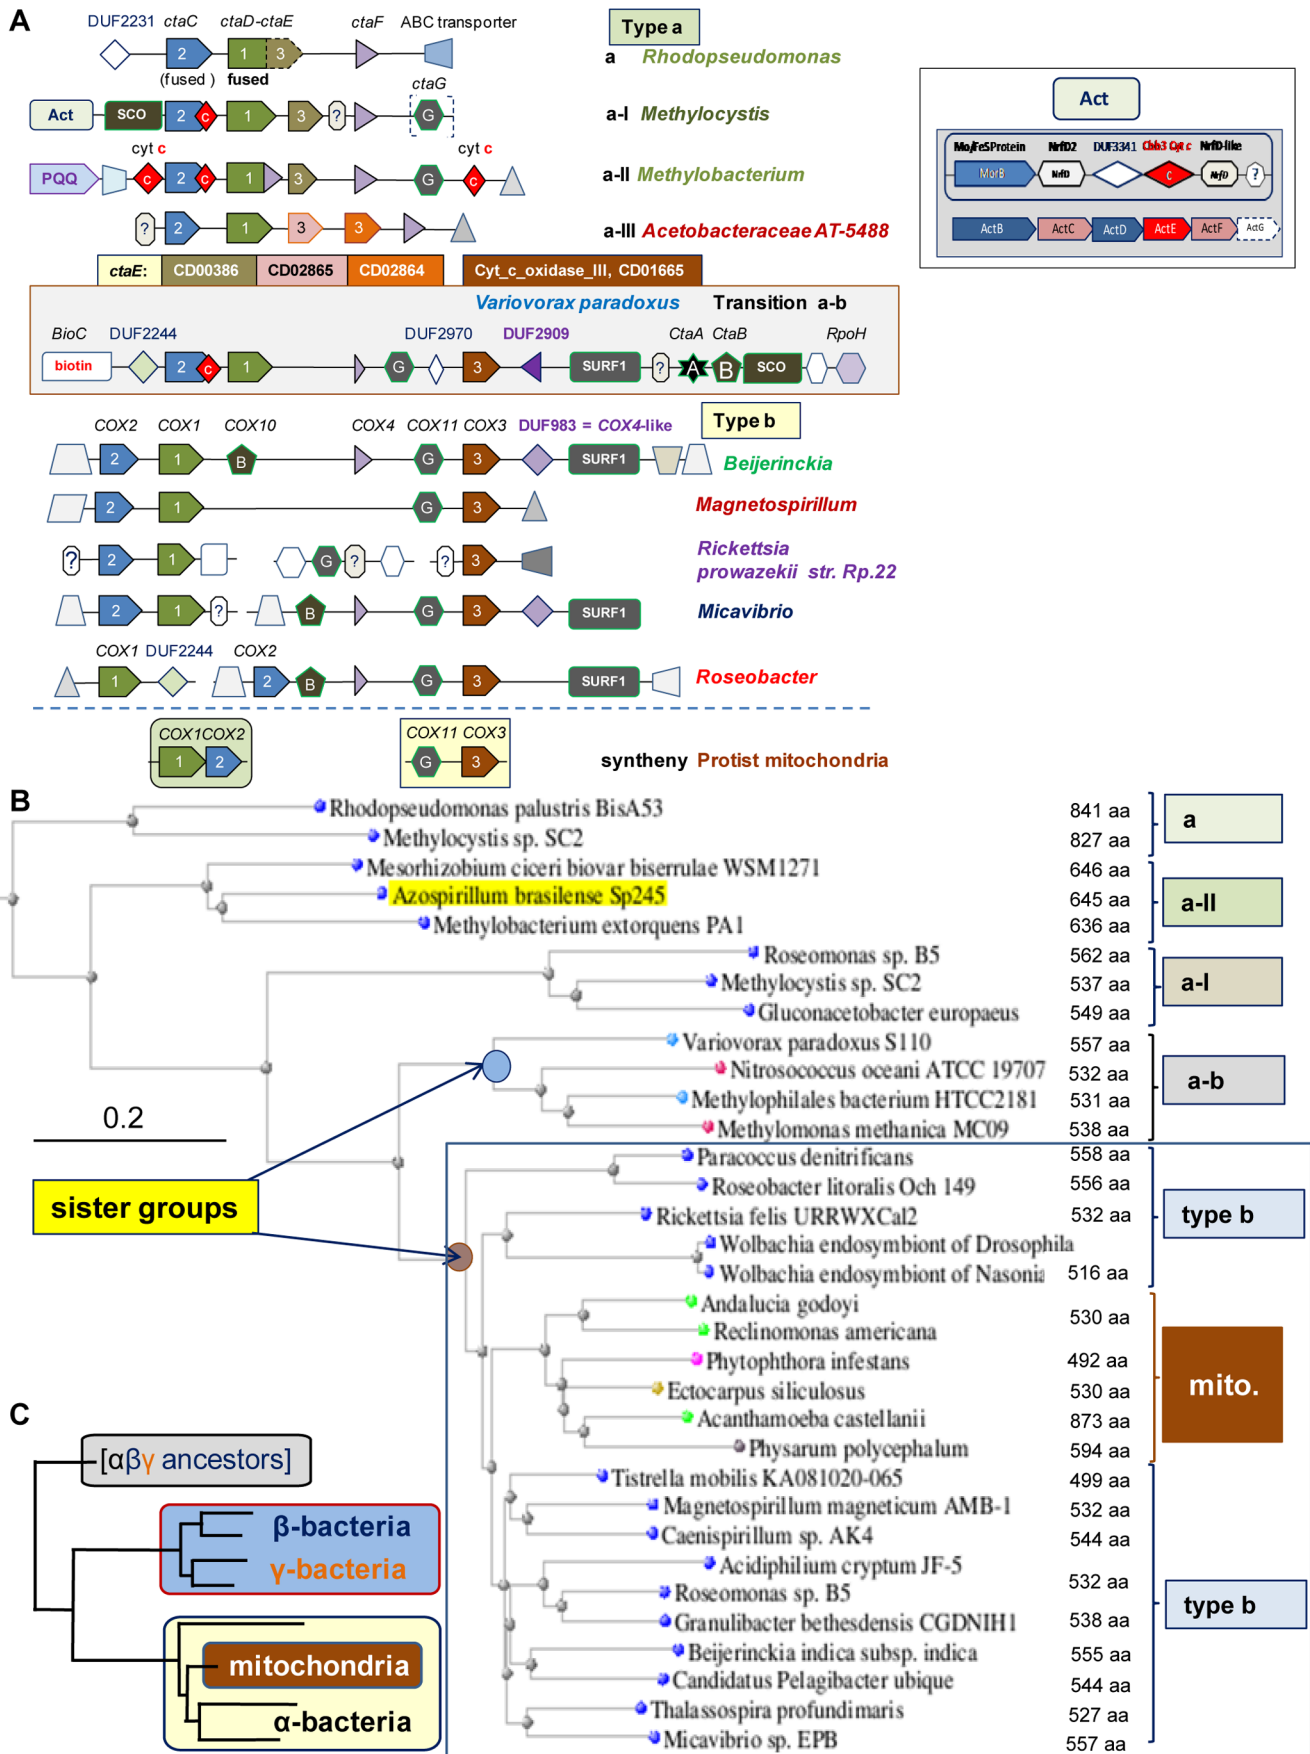 A
DUF2231 ctaC ctaD-ctaE ctaF ABC transporter
Type a
2 1 3
(fused ) fused
a Rhodopseudomonas
ctaG
Act SCO 2 c 1 3 ? G
a-I Methylocystis
cyt c cyt c
PQQ c 2 c 1 3 G c
a-II Methylobacterium
? 2 1 3 3
a-III Acetobacteraceae AT-5488
ctaE: CD00386 CD02865 CD02864 Cyt_c_oxidase_III, CD01665
Act
Mo/FeSProtein NrfD2 DUF3341 Cbb3 Cyt c NrfD-like
MorB NrfD c NrfD ?
ActB ActC ActD ActE ActF ActG
Variovorax paradoxus Transition a-b
BioC DUF2244 DUF2970 DUF2909 CtaA CtaB RpoH
biotin 2 c 1 G 3 SURF1 ? A B SCO
Type b
COX2 COX1 COX10 COX4 COX11 COX3 DUF983 = COX4-like
2 1 B G 3 SURF1
Beijerinckia
2 1 G 3
Magnetospirillum
? 2 1 G ? ? 3
Rickettsia
prowazekii str. Rp.22
2 1 ? B G 3 SURF1
Micavibrio
COX1 DUF2244 COX2
1 2 B G 3 SURF1
Roseobacter
COX1COX2 COX11 COX3
1 2 G 3
synteny Protist mitochondria
B
Rhodopseudomonas palustris BisA53 841 aa
Methylocystis sp. SC2 827 aa
a
Mesorhizobium ciceri biovar biserrulae WSM1271 646 aa
Azospirillum brasilense Sp245 645 aa
Methylobacterium extorquens PA1 636 aa
a-II
Roseomonas sp. B5 562 aa
Methylocystis sp. SC2 537 aa
Gluconacetobacter europaeus 549 aa
a-I
Variovorax paradoxus S110 557 aa
Nitrosococcus oceani ATCC 19707 532 aa
Methylophilales bacterium HTCC2181 531 aa
Methylomonas methanica MC09 538 aa
a-b
0.2
sister groups
Paracoccus denitrificans 558 aa
Roseobacter litoralis Och 149 556 aa
Rickettsia felis URRWXCal2 532 aa
Wolbachia endosymbiont of Drosophila
Wolbachia endosymbiont of Nasonia 516 aa
type b
Andalucia godoyi
530 aa
Reclinomonas americana
Phytophthora infestans 492 aa
Ectocarpus siliculosus 530 aa
Acanthamoeba castellanii 873 aa
Physarum polycephalum 594 aa
mito.
Tistrella mobilis KA081020-065 499 aa
Magnetospirillum magneticum AMB-1 532 aa
Caenispirillum sp. AK4 544 aa
Acidiphilium cryptum JF-5
532 aa
Roseomonas sp. B5
Granulibacter bethesdensis CGDNIH1 538 aa
Beijerinckia indica subsp. indica 555 aa
Candidatus Pelagibacter ubique 544 aa
Thalassospira profundimaris 527 aa
Micavibrio sp. EPB 557 aa
type b
C
[αβγ ancestors]
β-bacteria
γ-bacteria
mitochondria
α-bacteria